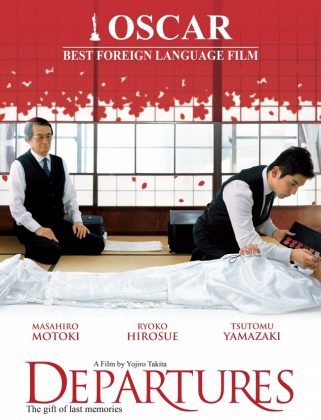 OSCAR
BEST FOREIGN LANGUAGE FILM
MASAHIRO MOTOKI
RYOKO HIROSUE
TSUTOMU YAMAZAKI
A Film by Yojiro Takita
DEPARTURES
The gift of last memories